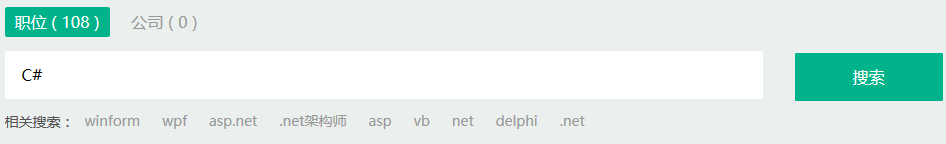 职位 ( 108 ) 公司 ( 0 )
C# 搜索
相关搜索： winform wpf asp.net .net架构师 asp vb net delphi .net